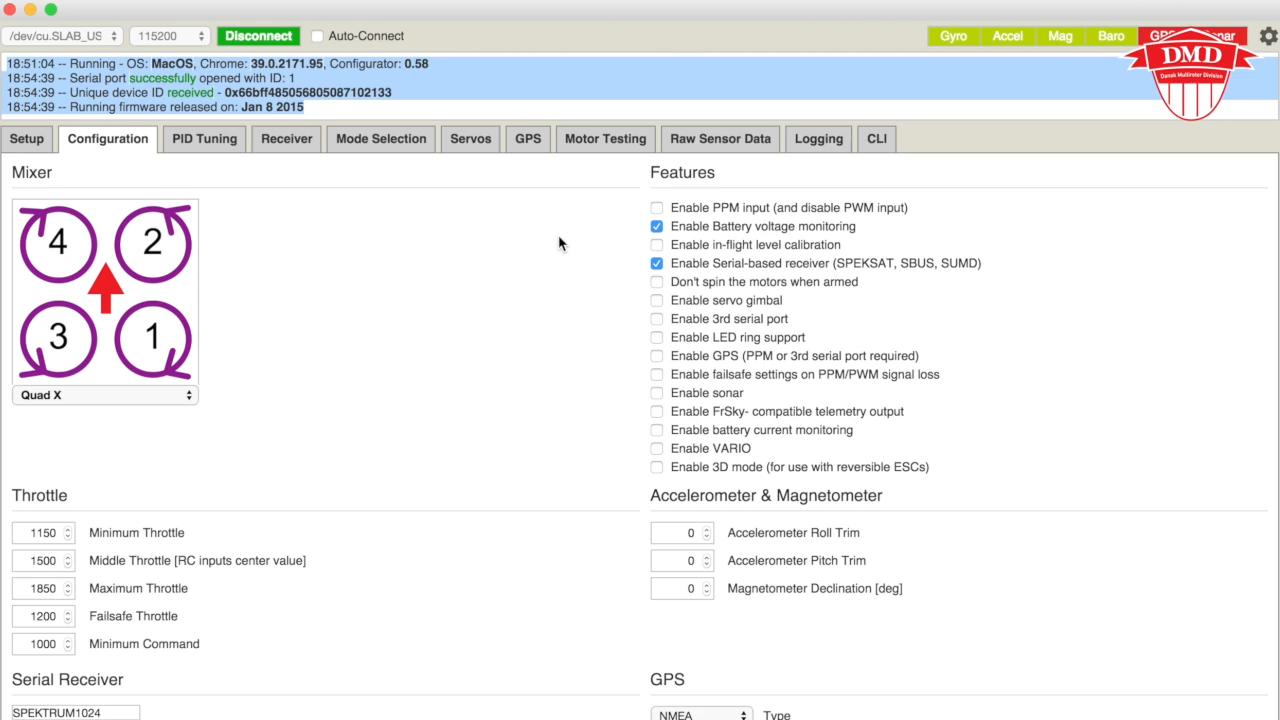 /dev/cu.SLAB_US 115200 Disconnect Auto-Connect Gyro Accel Mag Baro
DMD
Dansk Multirotor Division
18:51:04 -- Running - OS: MacOS, Chrome: 39.0.2171.95, Configurator: 0.58
18:54:39 -- Serial port successfully opened with ID: 1
18:54:39 -- Unique device ID received - 0x66bff485056805087102133
18:54:39 -- Running firmware released on: Jan 8 2015
Setup Configuration PID Tuning Receiver Mode Selection Servos GPS Motor Testing Raw Sensor Data Logging CLI
Mixer
4 2
3 1
Quad X
Features
Enable PPM input (and disable PWM input)
Enable Battery voltage monitoring
Enable in-flight level calibration
Enable Serial-based receiver (SPEKSAT, SBUS, SUMD)
Don't spin the motors when armed
Enable servo gimbal
Enable 3rd serial port
Enable LED ring support
Enable GPS (PPM or 3rd serial port required)
Enable failsafe settings on PPM/PWM signal loss
Enable sonar
Enable FrSky- compatible telemetry output
Enable battery current monitoring
Enable VARIO
Enable 3D mode (for use with reversible ESCs)
Throttle
1150 Minimum Throttle
1500 Middle Throttle [RC inputs center value]
1850 Maximum Throttle
1200 Failsafe Throttle
1000 Minimum Command
Accelerometer & Magnetometer
0 Accelerometer Roll Trim
0 Accelerometer Pitch Trim
0 Magnetometer Declination [deg]
Serial Receiver
SPEKTRUM1024
GPS
NMEA Type